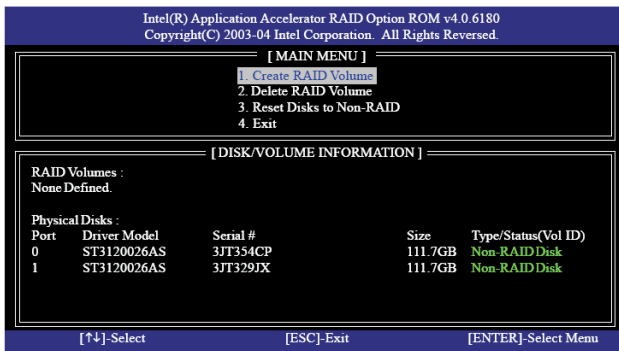 Intel(R) Application Accelerator RAID Option ROM v4.0.6180
Copyright(C) 2003-04 Intel Corporation. All Rights Reversed.
[ MAIN MENU ]
1. Create RAID Volume
2. Delete RAID Volume
3. Reset Disks to Non-RAID
4. Exit
[ DISK/VOLUME INFORMATION ]
RAID Volumes :
None Defined.
Physical Disks :
Port Driver Model Serial # Size Type/Status(Vol ID)
0 ST3120026AS 3JT354CP 111.7GB Non-RAID Disk
1 ST3120026AS 3JT329JX 111.7GB Non-RAID Disk
[↑↓]-Select [ESC]-Exit [ENTER]-Select Menu